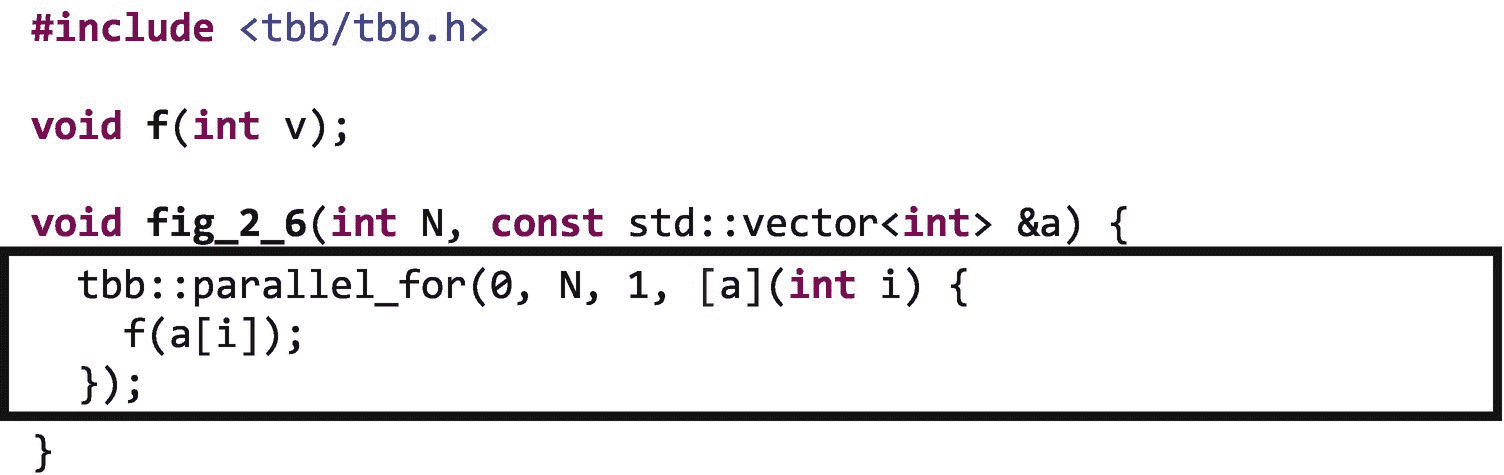 #include <tbb/tbb.h>
void f(int v);
void fig_2_6(int N, const std::vector<int> &a) {
  tbb::parallel_for(0, N, 1, [a](int i) {
    f(a[i]);
  });
}